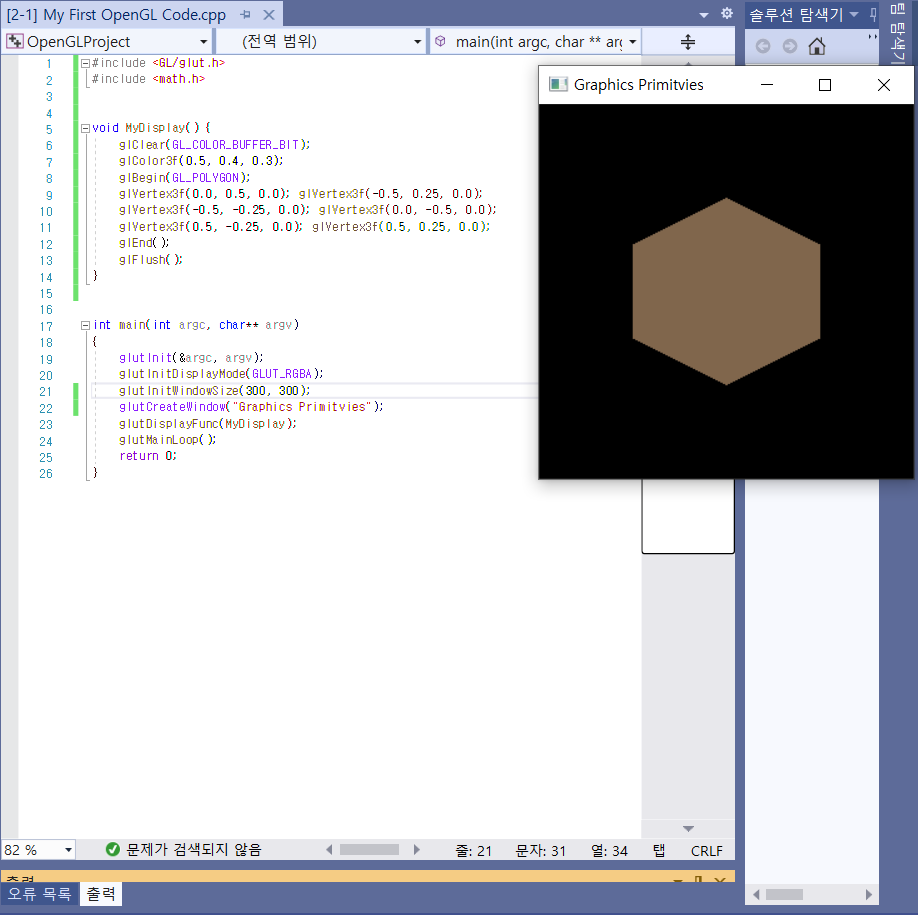 [2-1] My First OpenGL Code.cpp
OpenGLProject
(전역 범위)
main(int argc, char ** arg
1 #include <GL/glut.h>
2 #include <math.h>
3
4
5 void MyDisplay() {
6 glClear(GL_COLOR_BUFFER_BIT);
7 glColor3f(0.5, 0.4, 0.3);
8 glBegin(GL_POLYGON);
9 glVertex3f(0.0, 0.5, 0.0); glVertex3f(-0.5, 0.25, 0.0);
10 glVertex3f(-0.5, -0.25, 0.0); glVertex3f(0.0, -0.5, 0.0);
11 glVertex3f(0.5, -0.25, 0.0); glVertex3f(0.5, 0.25, 0.0);
12 glEnd();
13 glFlush();
14 }
15
16
17 int main(int argc, char** argv)
18 {
19 glutInit(&argc, argv);
20 glutInitDisplayMode(GLUT_RGBA);
21 glutInitWindowSize(300, 300);
22 glutCreateWindow("Graphics Primitvies");
23 glutDisplayFunc(MyDisplay);
24 glutMainLoop();
25 return 0;
26 }
솔루션 탐색기
팀 탐색기
Graphics Primitvies
82 %
문제가 검색되지 않음
줄: 21
문자: 31
열: 34
탭
CRLF
출력
오류 목록
출력